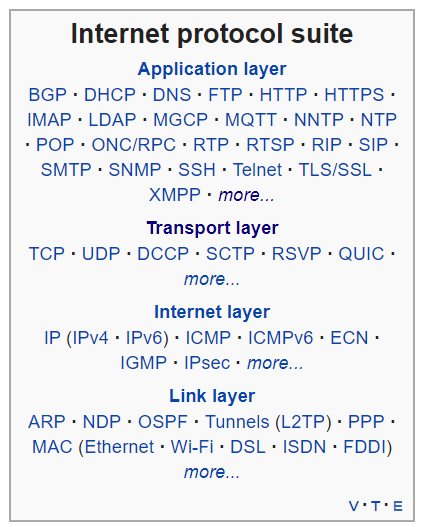 Internet protocol suite
Application layer
BGP · DHCP · DNS · FTP · HTTP · HTTPS ·
IMAP · LDAP · MGCP · MQTT · NNTP · NTP
· POP · ONC/RPC · RTP · RTSP · RIP · SIP ·
SMTP · SNMP · SSH · Telnet · TLS/SSL ·
XMPP · more...
Transport layer
TCP · UDP · DCCP · SCTP · RSVP · QUIC ·
more...
Internet layer
IP (IPv4 · IPv6) · ICMP · ICMPv6 · ECN ·
IGMP · IPsec · more...
Link layer
ARP · NDP · OSPF · Tunnels (L2TP) · PPP ·
MAC (Ethernet · Wi-Fi · DSL · ISDN · FDDI)
more...
V · T · E